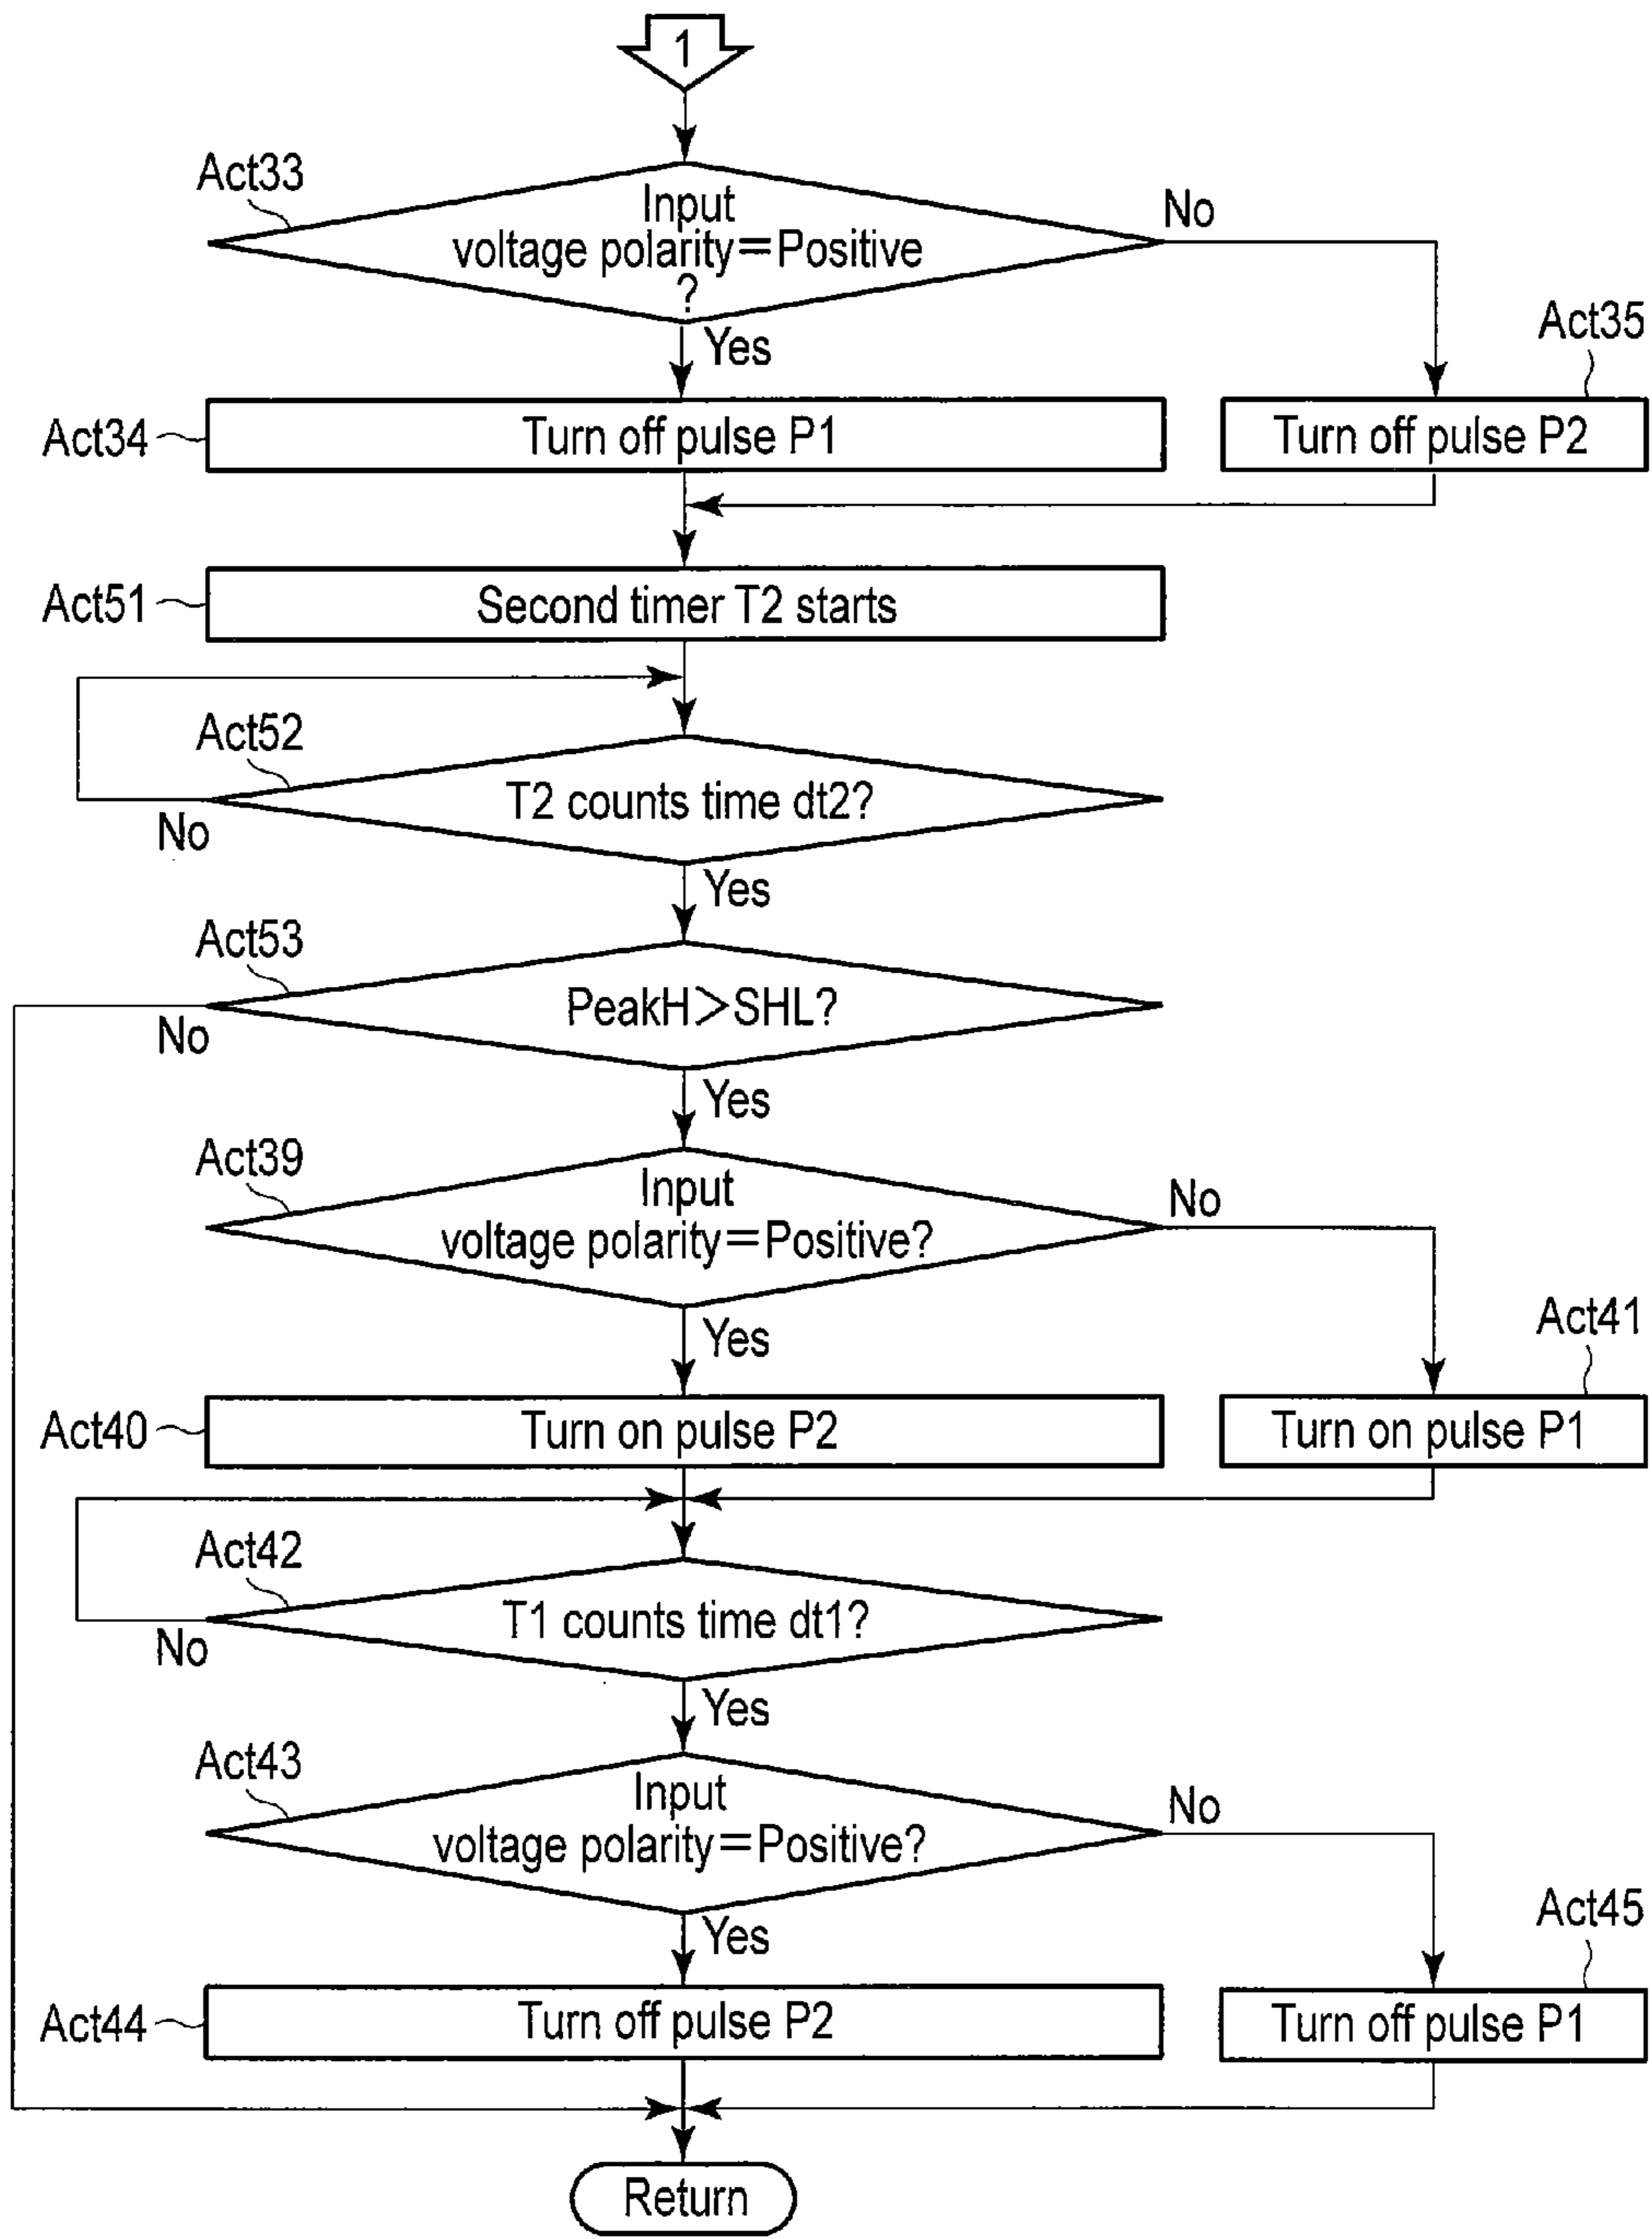 1
Act33
Input
voltage polarity=Positive
?
No
Yes
Act35
Act34
Turn off pulse P1
Turn off pulse P2
Act51
Second timer T2 starts
Act52
T2 counts time dt2?
No
Yes
Act53
PeakH>SHL?
No
Yes
Act39
Input
voltage polarity=Positive?
No
Yes
Act41
Act40
Turn on pulse P2
Turn on pulse P1
Act42
T1 counts time dt1?
No
Yes
Act43
Input
voltage polarity=Positive?
No
Yes
Act45
Act44
Turn off pulse P2
Turn off pulse P1
Return